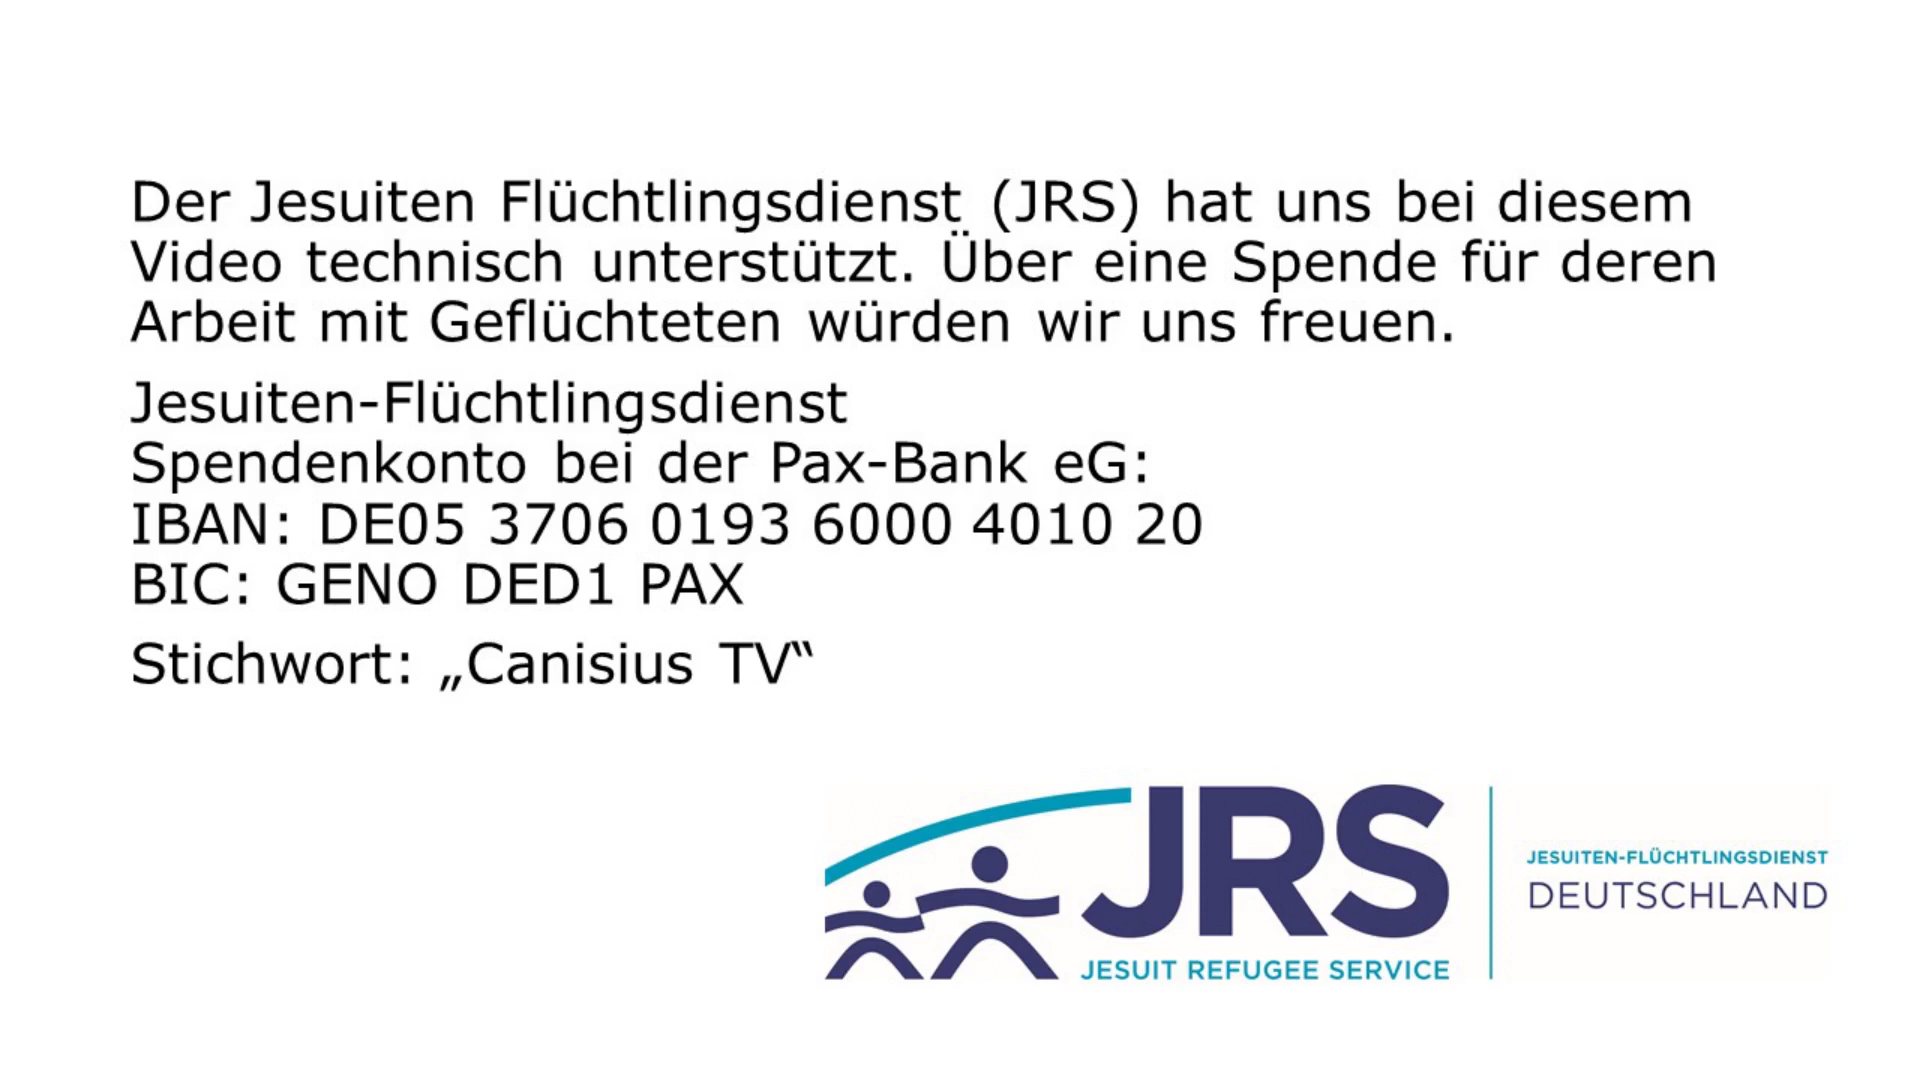 Der Jesuiten Flüchtlingsdienst (JRS) hat uns bei diesem
Video technisch unterstützt. Über eine Spende für deren
Arbeit mit Geflüchteten würden wir uns freuen.
Jesuiten-Flüchtlingsdienst
Spendenkonto bei der Pax-Bank eG:
IBAN: DE05 3706 0193 6000 4010 20
BIC: GENO DED1 PAX
Stichwort: „Canisius TV“
JRS
JESUIT REFUGEE SERVICE
JESUITEN-FLÜCHTLINGSDIENST
DEUTSCHLAND